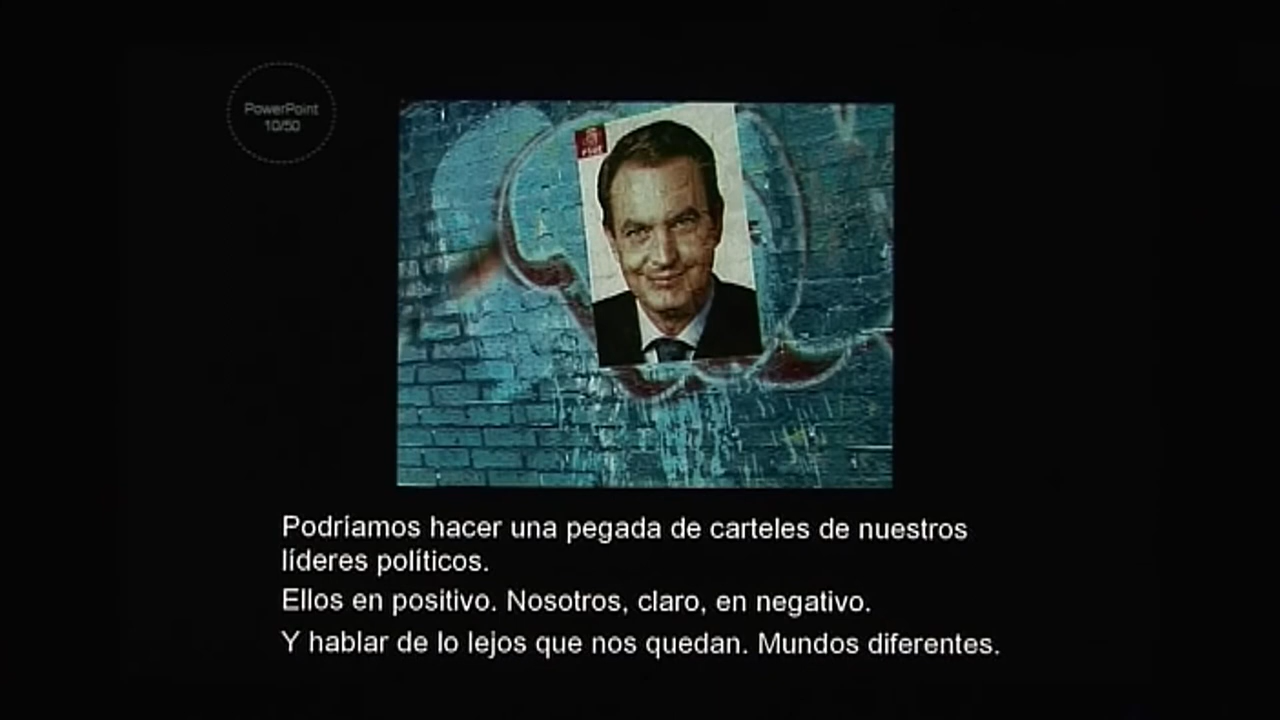 PowerPoint
10/50
PSOE
Podríamos hacer una pegada de carteles de nuestros
líderes políticos.
Ellos en positivo. Nosotros, claro, en negativo.
Y hablar de lo lejos que nos quedan. Mundos diferentes.